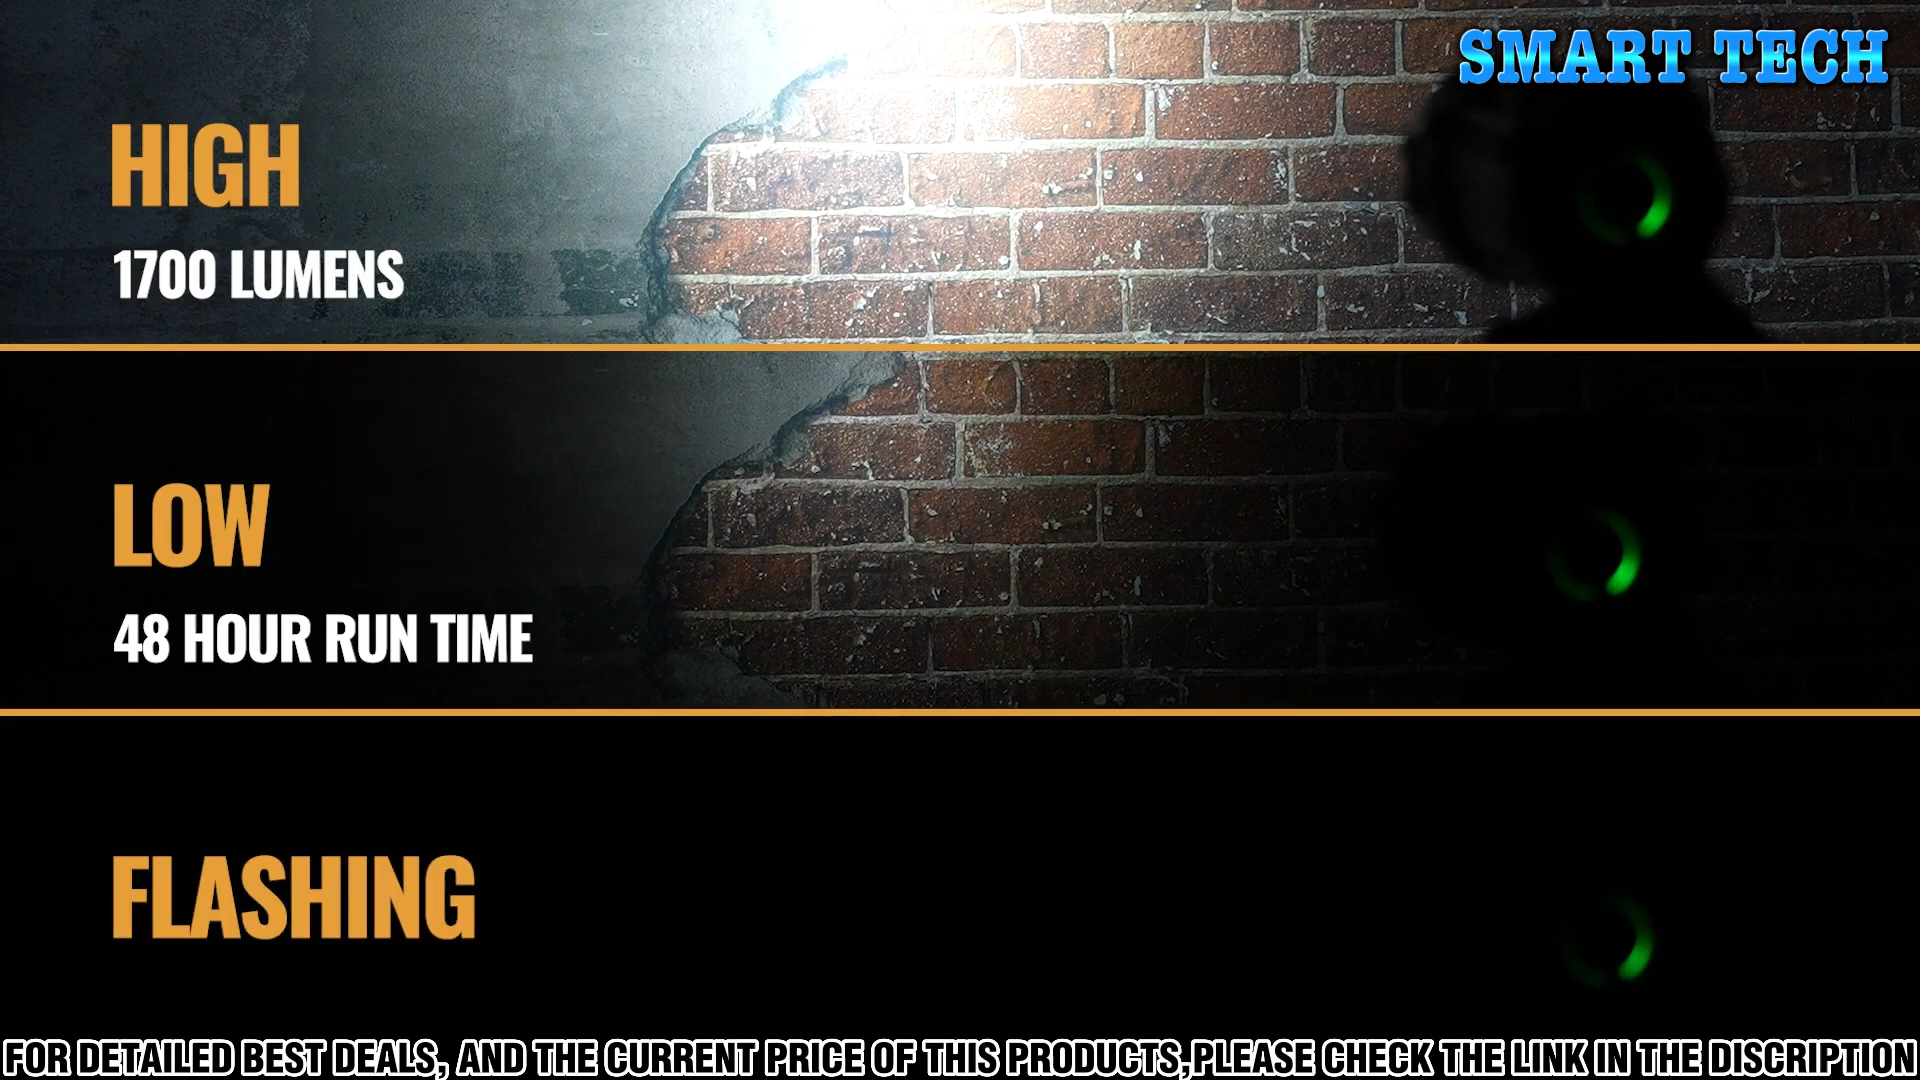 SMART TECH
HIGH
1700 LUMENS
LOW
48 HOUR RUN TIME
FLASHING
FOR DETAILED BEST DEALS, AND THE CURRENT PRICE OF THIS PRODUCTS,PLEASE CHECK THE LINK IN THE DISCRIPTION